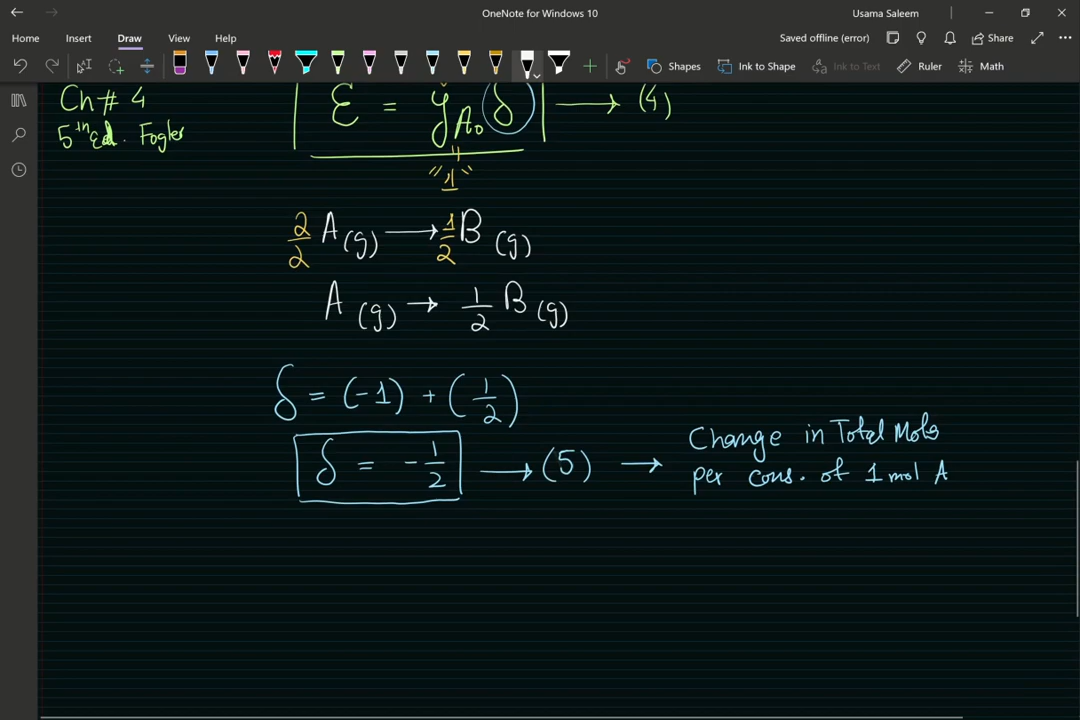 OneNote for Windows 10
Usama Saleem
Home Insert Draw View Help
Saved offline (error)
Share
Shapes
Ink to Shape
Ink to Text
Ruler
Math
Ch # 4
5th Ed. Fogler
ε = yA₀ δ → (4)
"1"
2/2 A(g) → 1/2 B(g)
A(g) → 1/2 B(g)
δ = (-1) + (1/2)
δ = -1/2 → (5) →
Change in Total Mols
per cons. of 1 mol A